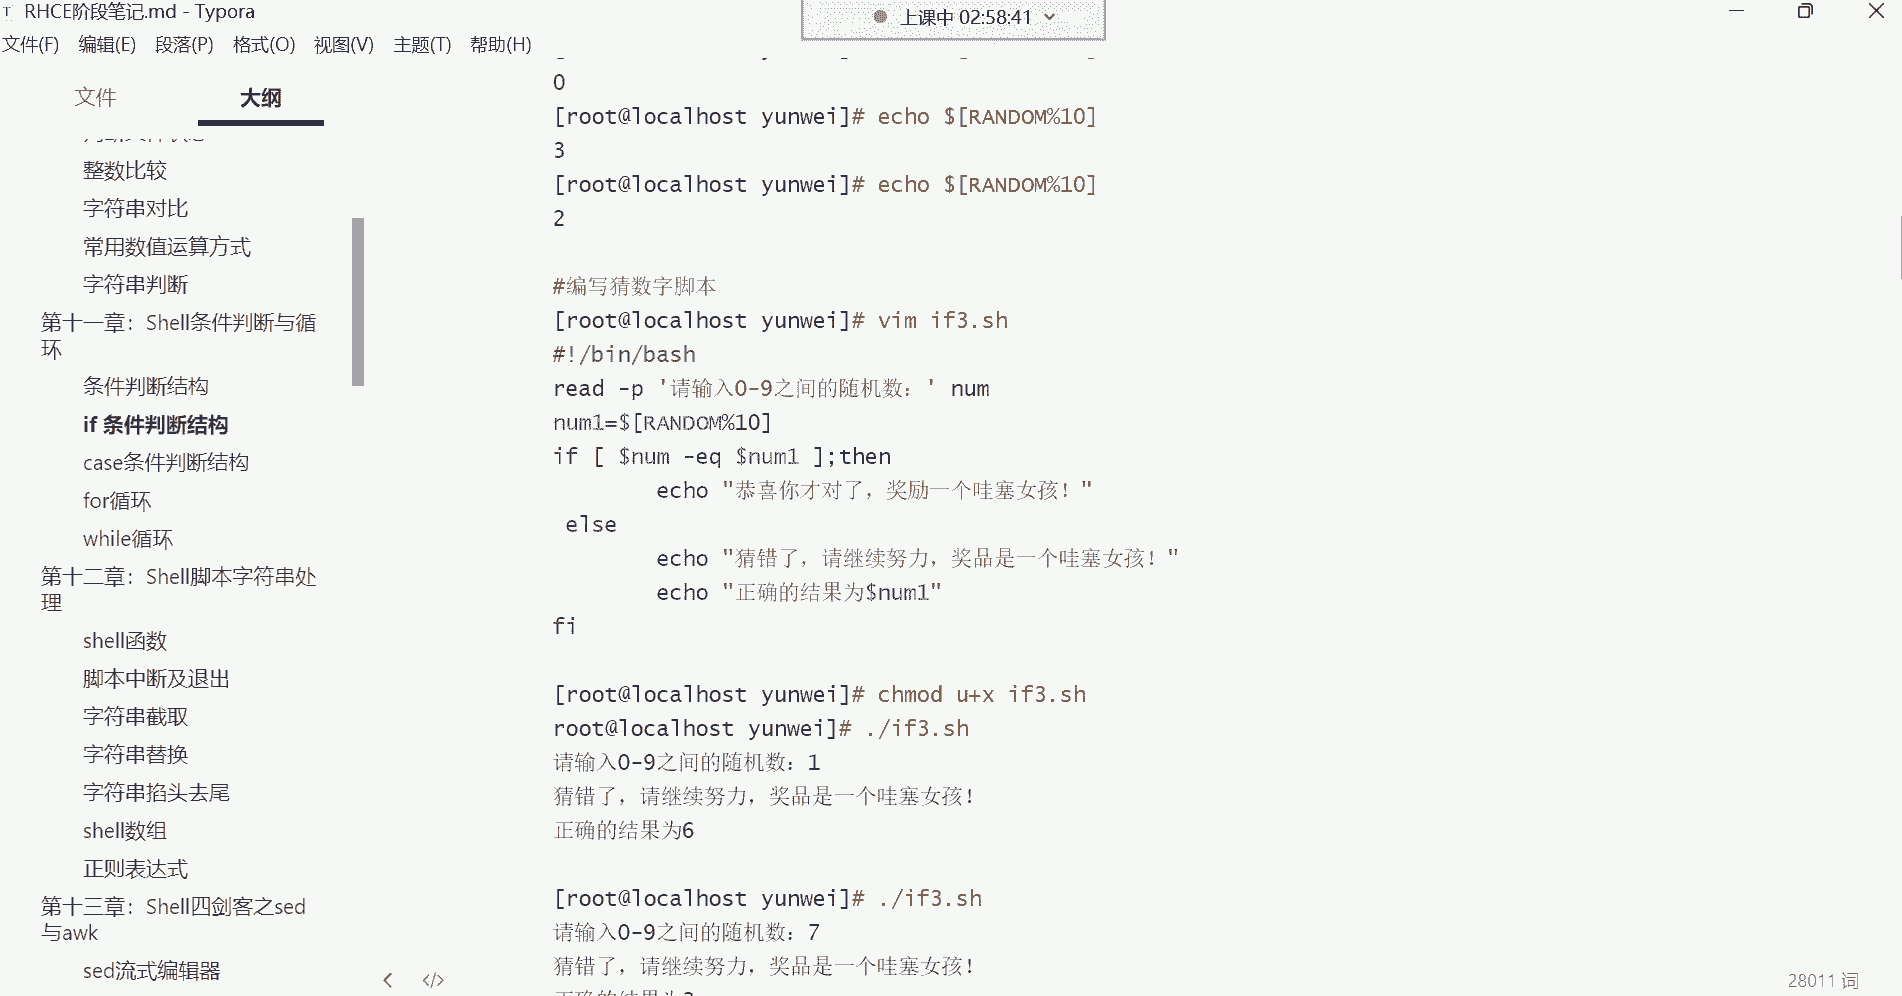 RHCE阶段笔记.md - Typora
上课中 02:58:41
文件(F) 编辑(E) 段落(P) 格式(O) 视图(V) 主题(T) 帮助(H)
文件 大纲
整数比较
字符串对比
常用数值运算方式
字符串判断
第十一章：Shell条件判断与循
环
条件判断结构
if 条件判断结构
case条件判断结构
for循环
while循环
第十二章：Shell脚本字符串处
理
shell函数
脚本中断及退出
字符串截取
字符串替换
字符串掐头去尾
shell数组
正则表达式
第十三章：Shell四剑客之sed
与awk
sed流式编辑器
0
[root@localhost yunwei]# echo $[RANDOM%10]
3
[root@localhost yunwei]# echo $[RANDOM%10]
2
#编写猜数字脚本
[root@localhost yunwei]# vim if3.sh
#!/bin/bash
read -p '请输入0-9之间的随机数：' num
num1=$[RANDOM%10]
if [ $num -eq $num1 ];then
echo "恭喜你才对了，奖励一个哇塞女孩！"
else
echo "猜错了，请继续努力，奖品是一个哇塞女孩！"
echo "正确的结果为$num1"
fi
[root@localhost yunwei]# chmod u+x if3.sh
root@localhost yunwei]# ./if3.sh
请输入0-9之间的随机数：1
猜错了，请继续努力，奖品是一个哇塞女孩！
正确的结果为6
[root@localhost yunwei]# ./if3.sh
请输入0-9之间的随机数：7
猜错了，请继续努力，奖品是一个哇塞女孩！
28011 词